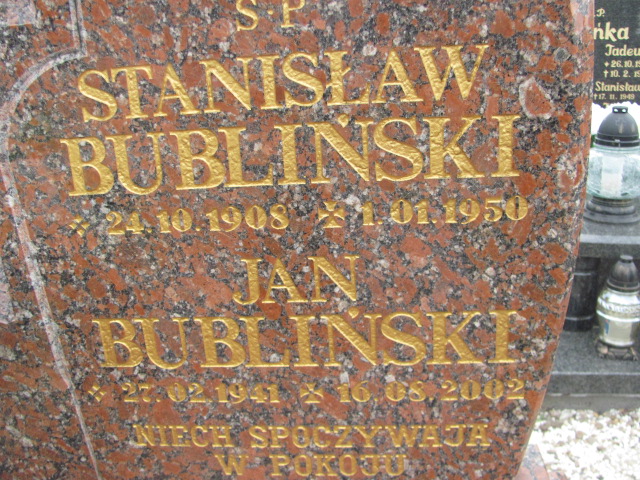 S P
STANISŁAW
BUBLIŃSKI
24.10.1908 1.01.1950
JAN
BUBLIŃSKI
27.02.1941 16.08.2002
NIECH SPOCZYWAJĄ
W POKOJU